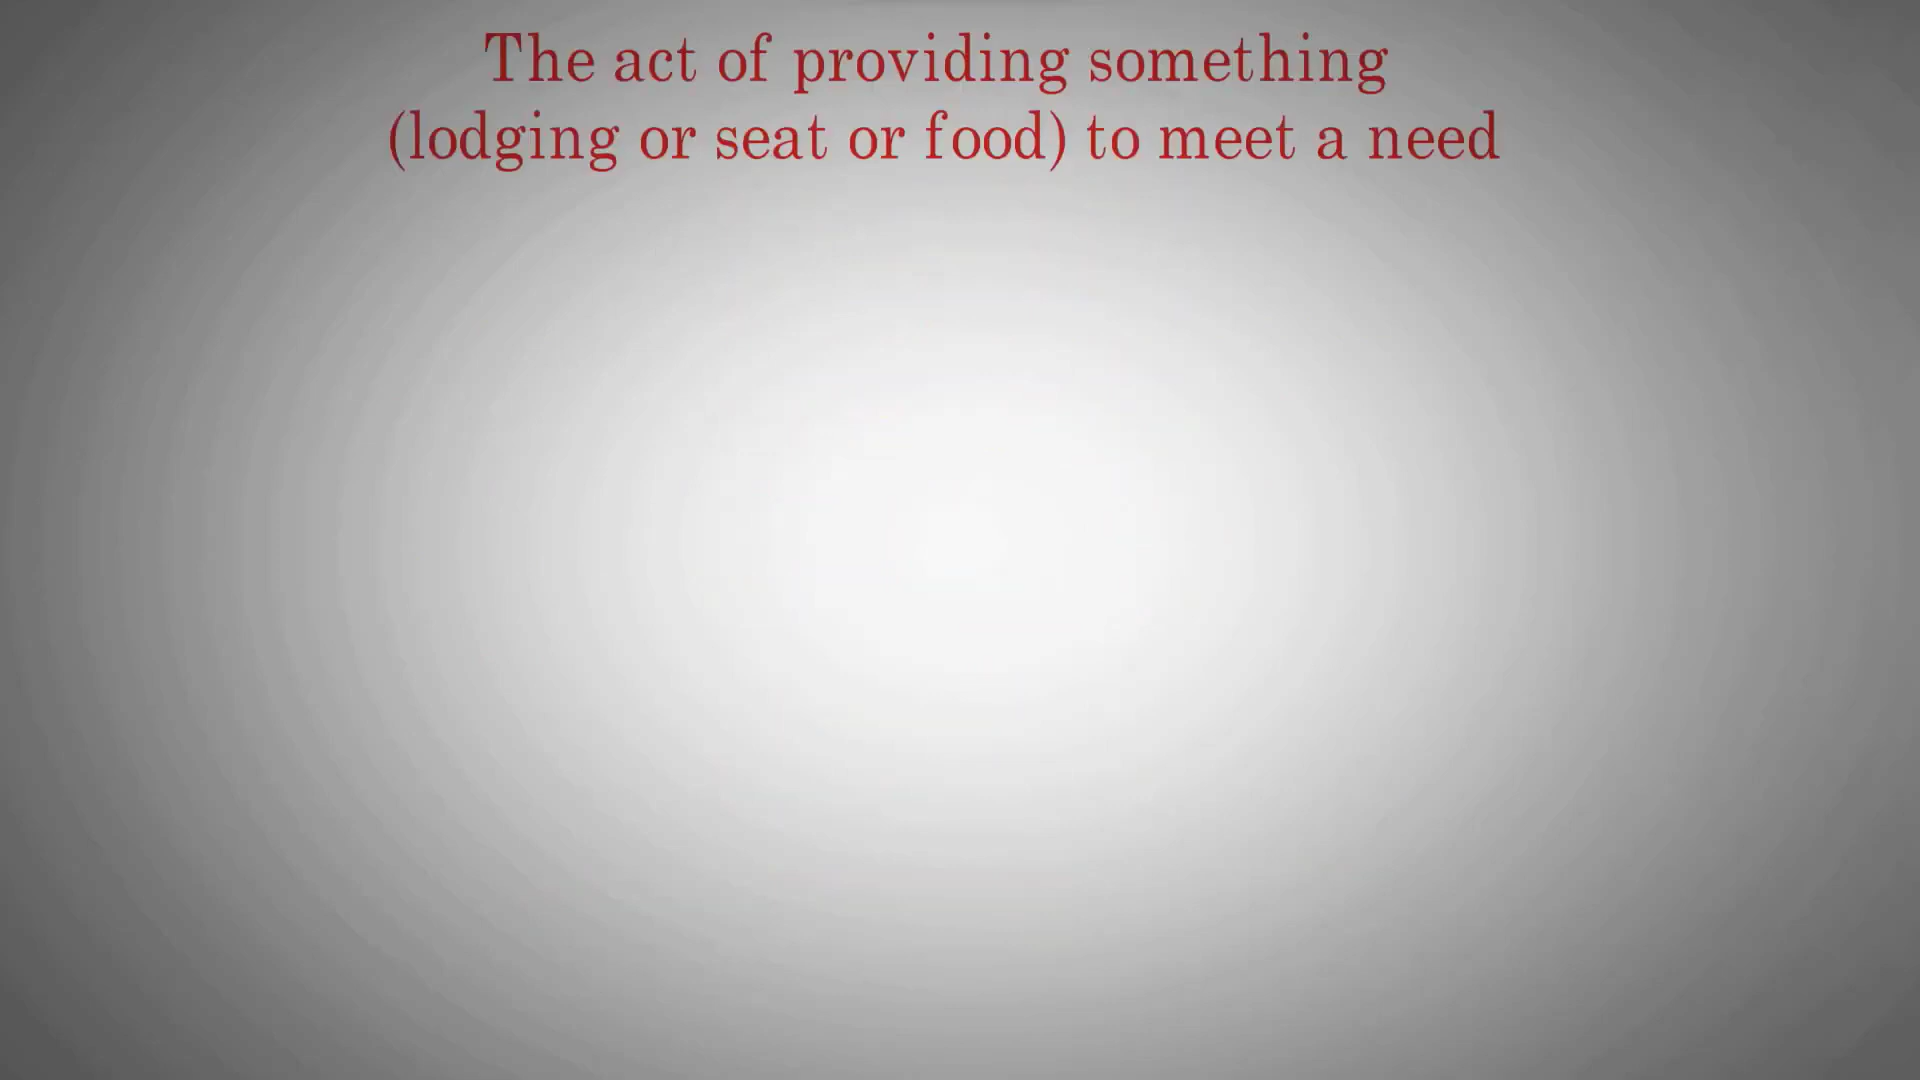 The act of providing something
(lodging or seat or food) to meet a need